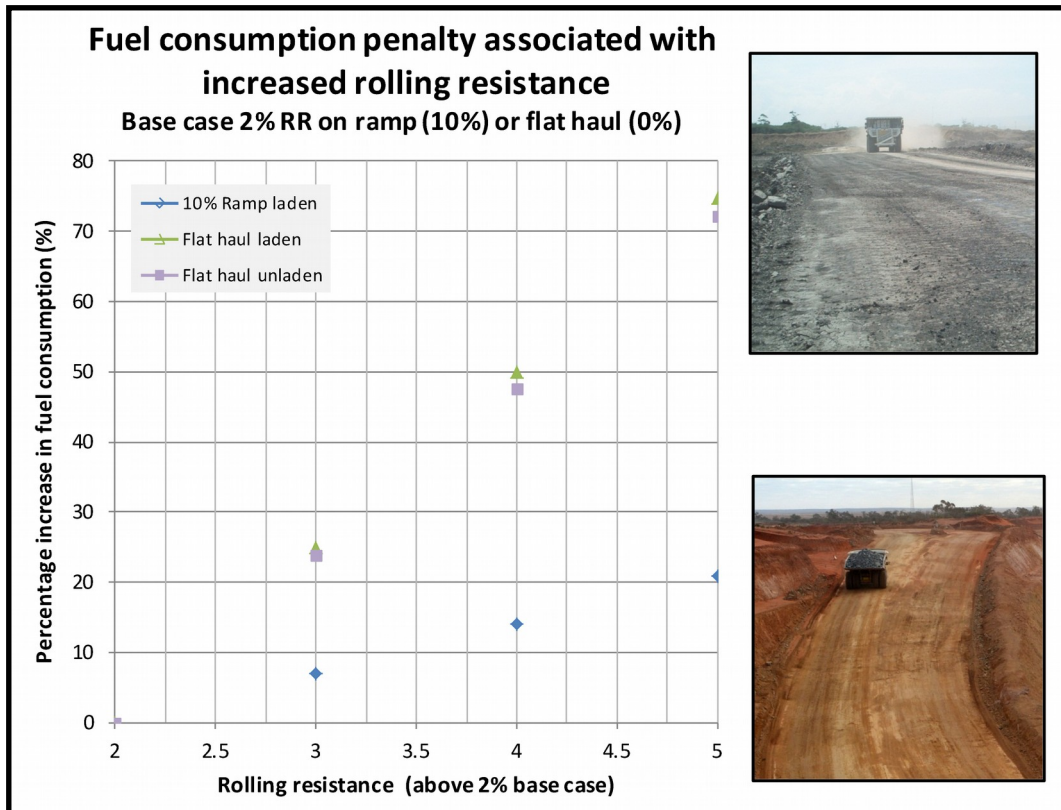 Fuel consumption penalty associated with
increased rolling resistance
Base case 2% RR on ramp (10%) or flat haul (0%)
Percentage increase in fuel consumption (%)
80
70
60
50
40
30
20
10
0
10% Ramp laden
Flat haul laden
Flat haul unladen
2 2.5 3 3.5 4 4.5 5
Rolling resistance (above 2% base case)